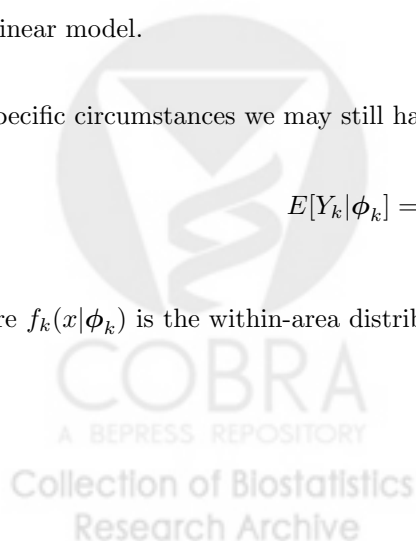 inear model.
pecific circumstances we may still ha
E[Y_k|ϕ_k] =
re f_k(x|ϕ_k) is the within-area distrib
COBRA
A BEPRESS REPOSITORY
Collection of Biostatistics
Research Archive